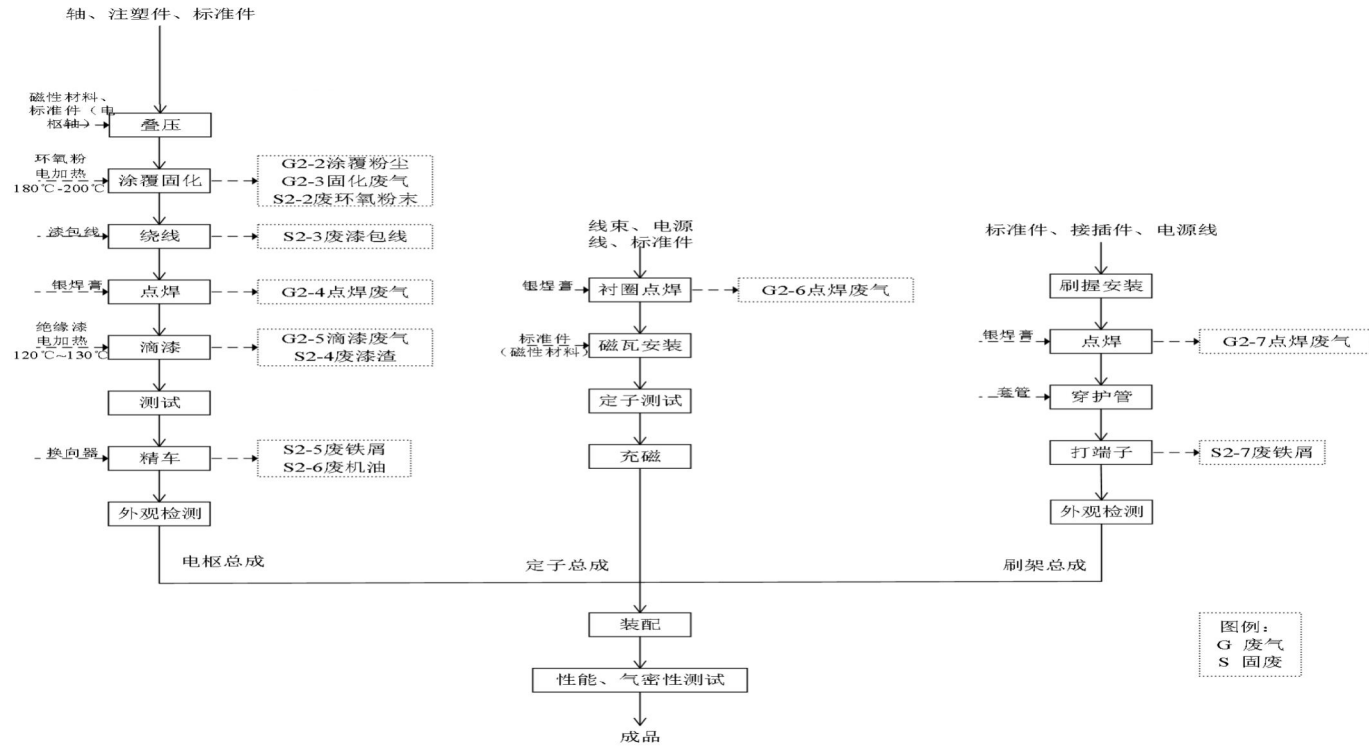 轴、注塑件、标准件
磁性材料、
标准件（电
枢轴）
叠压
环氧粉
电加热
180℃-200℃
涂覆固化
G2-2涂覆粉尘
G2-3固化废气
S2-2废环氧粉末
漆包线
绕线
S2-3废漆包线
银焊膏
点焊
G2-4点焊废气
绝缘漆
电加热
120℃~130℃
滴漆
G2-5滴漆废气
S2-4废漆渣
测试
换向器
精车
S2-5废铁屑
S2-6废机油
外观检测
电枢总成
线束、电源
线、标准件
银焊膏
衬圈点焊
G2-6点焊废气
标准件
（磁性材料）
磁瓦安装
定子测试
充磁
定子总成
标准件、接插件、电源线
刷握安装
银焊膏
点焊
G2-7点焊废气
套管
穿护管
打端子
S2-7废铁屑
外观检测
刷架总成
装配
性能、气密性测试
成品
图例：
G 废气
S 固废